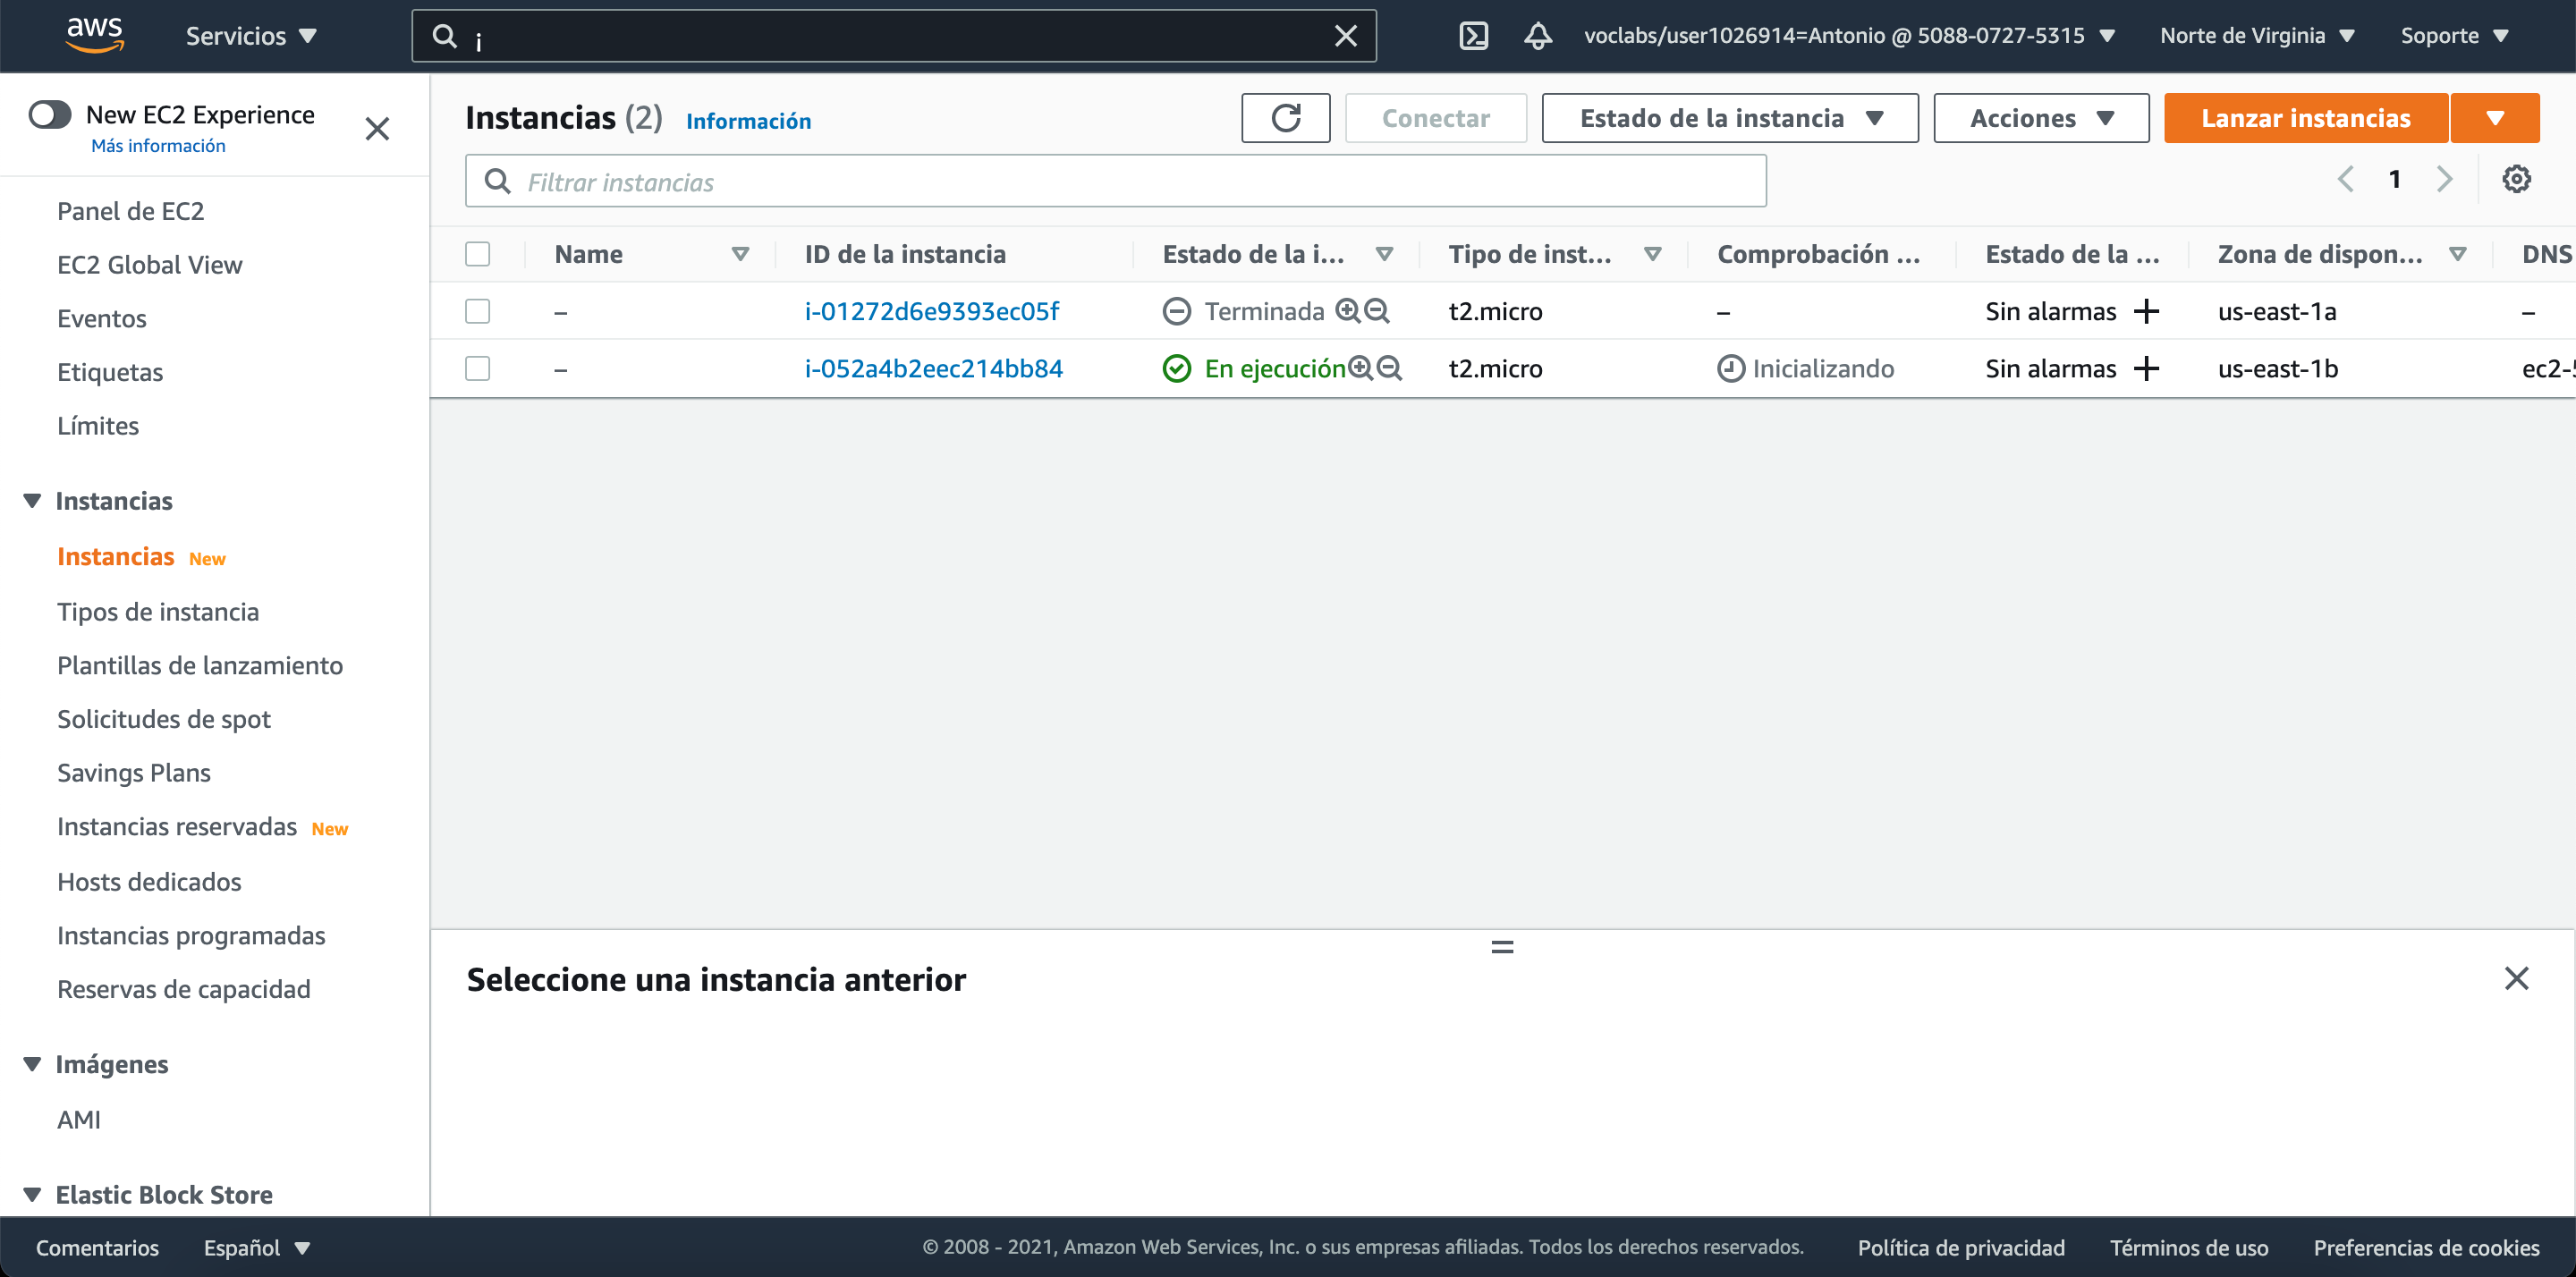 aws Servicios ¡ voclabs/user1026914=Antonio @ 5088-0727-5315 Norte de Virginia Soporte
New EC2 Experience
Más información
Panel de EC2
EC2 Global View
Eventos
Etiquetas
Límites
Instancias
Instancias New
Tipos de instancia
Plantillas de lanzamiento
Solicitudes de spot
Savings Plans
Instancias reservadas New
Hosts dedicados
Instancias programadas
Reservas de capacidad
Imágenes
AMI
Elastic Block Store
Instancias (2) Información Conectar Estado de la instancia Acciones Lanzar instancias
Filtrar instancias 1
Name ID de la instancia Estado de la i... Tipo de inst... Comprobación ... Estado de la ... Zona de dispon... DNS
– i-01272d6e9393ec05f Terminada t2.micro – Sin alarmas us-east-1a –
– i-052a4b2eec214bb84 En ejecución t2.micro Inicializando Sin alarmas us-east-1b ec2-5
Seleccione una instancia anterior
Comentarios Español © 2008 - 2021, Amazon Web Services, Inc. o sus empresas afiliadas. Todos los derechos reservados. Política de privacidad Términos de uso Preferencias de cookies